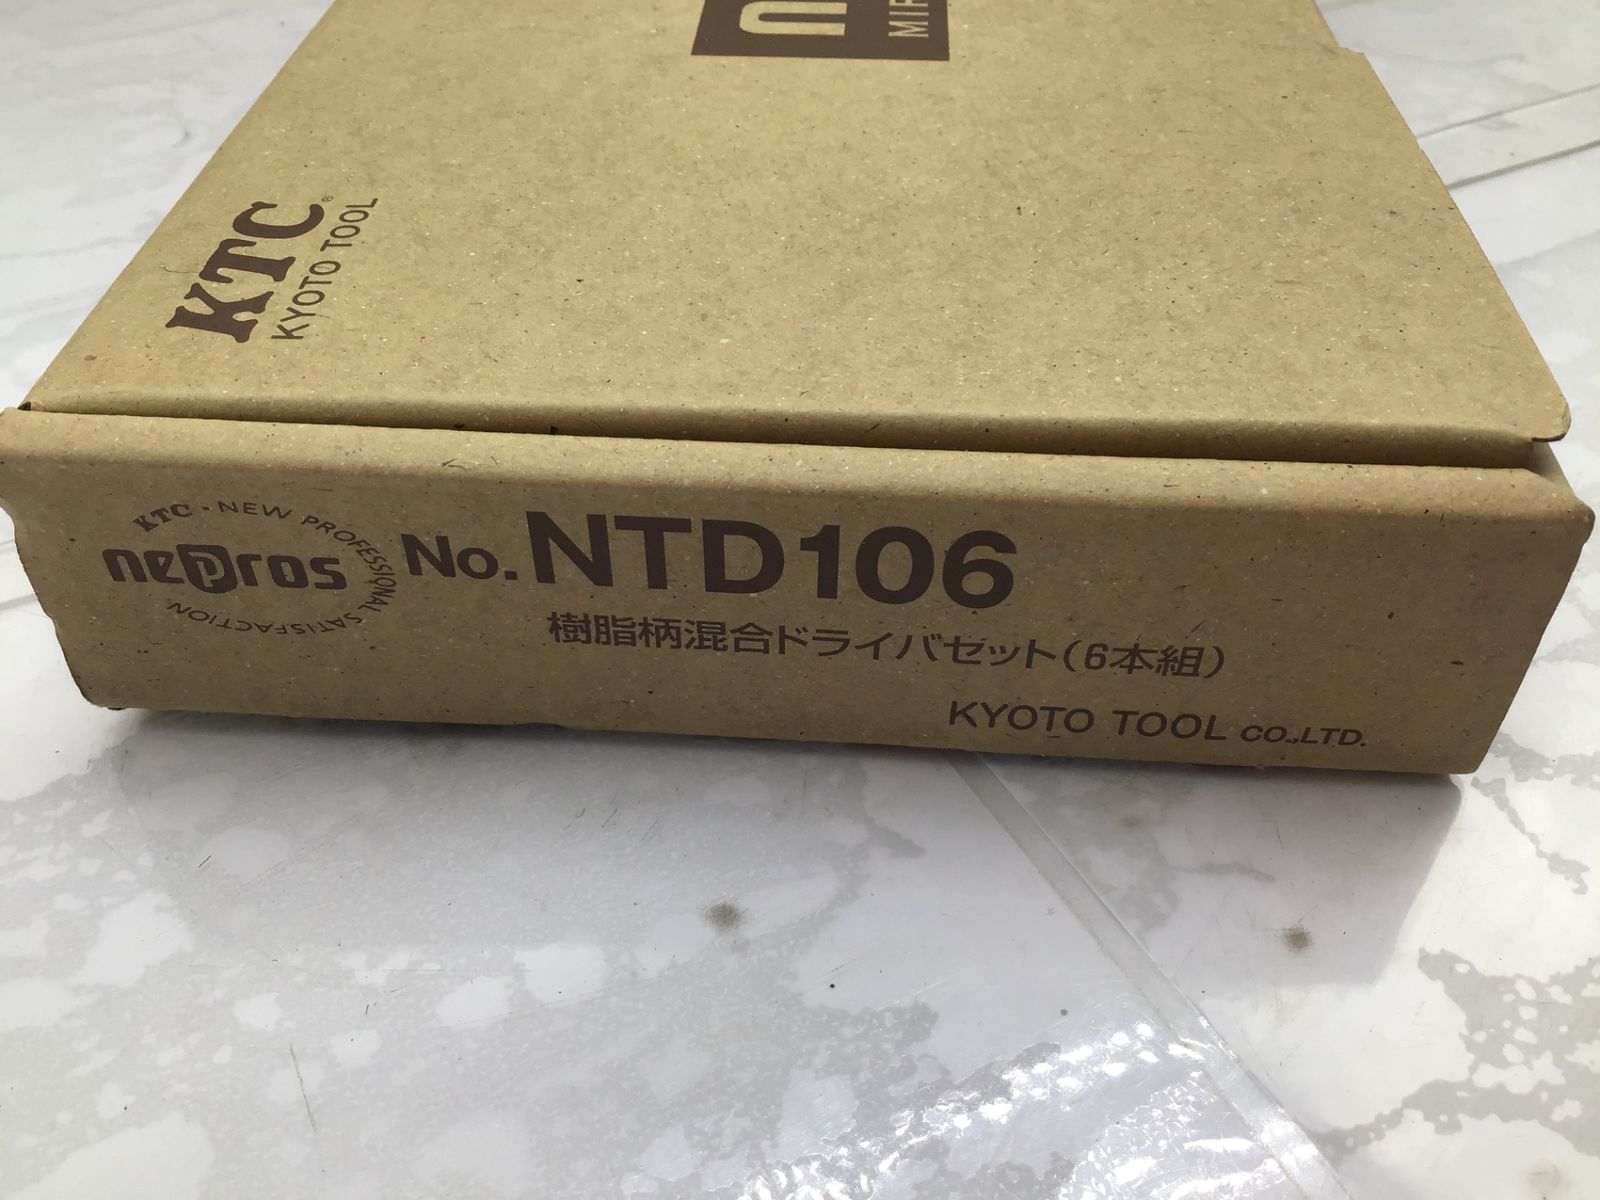 KTC®
KYOTO TOOL
KTC・NEW PROFESSIONAL SATISFACTION
nepros
No. NTD106
樹脂柄混合ドライバセット(6本組)
KYOTO TOOL CO.,LTD.